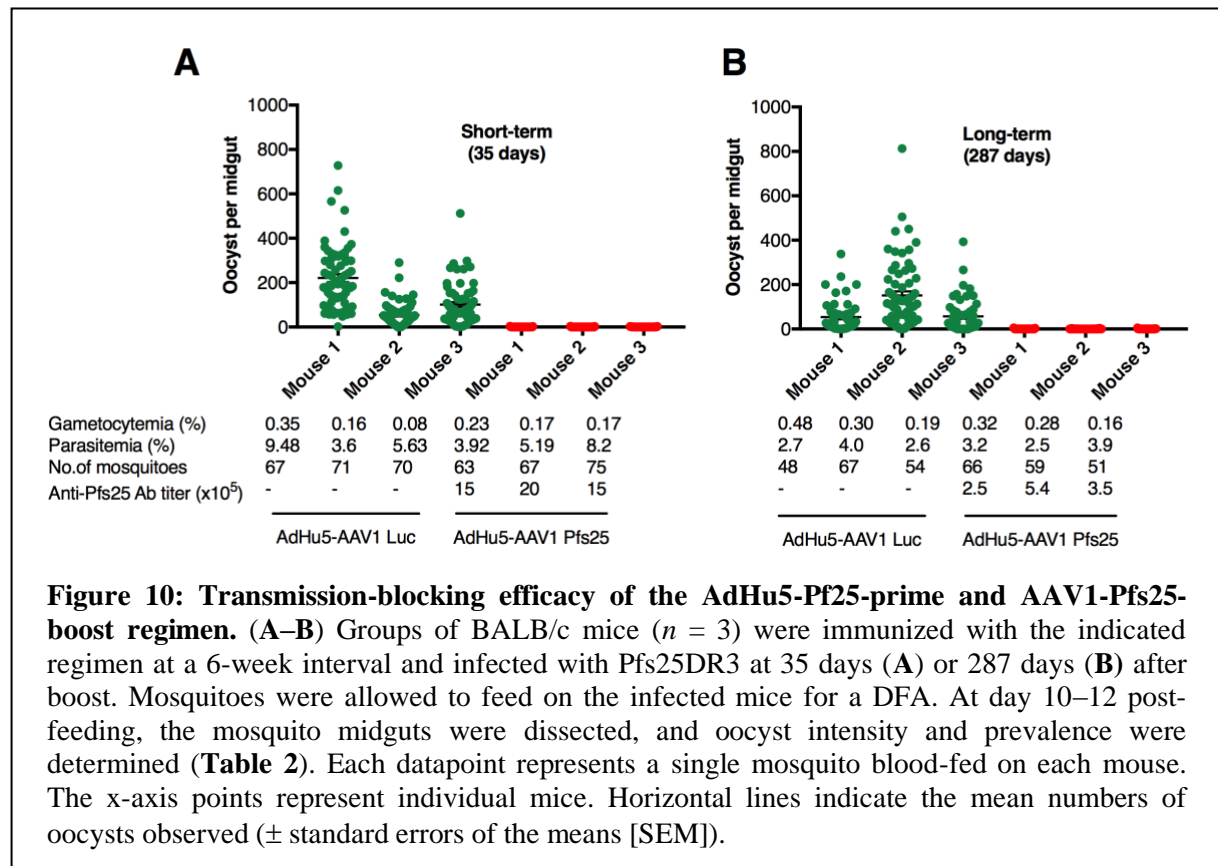 A
B
1000
800
600
400
200
0
Oocyst per midgut
Short-term
(35 days)
Mouse 1
Mouse 2
Mouse 3
Mouse 1
Mouse 2
Mouse 3
1000
800
600
400
200
0
Oocyst per midgut
Long-term
(287 days)
Mouse 1
Mouse 2
Mouse 3
Mouse 1
Mouse 2
Mouse 3
Gametocytemia (%) 0.35 0.16 0.08 0.23 0.17 0.17 0.48 0.30 0.19 0.32 0.28 0.16
Parasitemia (%) 9.48 3.6 5.63 3.92 5.19 8.2 2.7 4.0 2.6 3.2 2.5 3.9
No.of mosquitoes 67 71 70 63 67 75 48 67 54 66 59 51
Anti-Pfs25 Ab titer (x10⁵) - - - 15 20 15 - - - 2.5 5.4 3.5
AdHu5-AAV1 Luc AdHu5-AAV1 Pfs25 AdHu5-AAV1 Luc AdHu5-AAV1 Pfs25
Figure 10: Transmission-blocking efficacy of the AdHu5-Pf25-prime and AAV1-Pfs25-
boost regimen. (A–B) Groups of BALB/c mice (n = 3) were immunized with the indicated
regimen at a 6-week interval and infected with Pfs25DR3 at 35 days (A) or 287 days (B) after
boost. Mosquitoes were allowed to feed on the infected mice for a DFA. At day 10–12 post-
feeding, the mosquito midguts were dissected, and oocyst intensity and prevalence were
determined (Table 2). Each datapoint represents a single mosquito blood-fed on each mouse.
The x-axis points represent individual mice. Horizontal lines indicate the mean numbers of
oocysts observed (± standard errors of the means [SEM]).